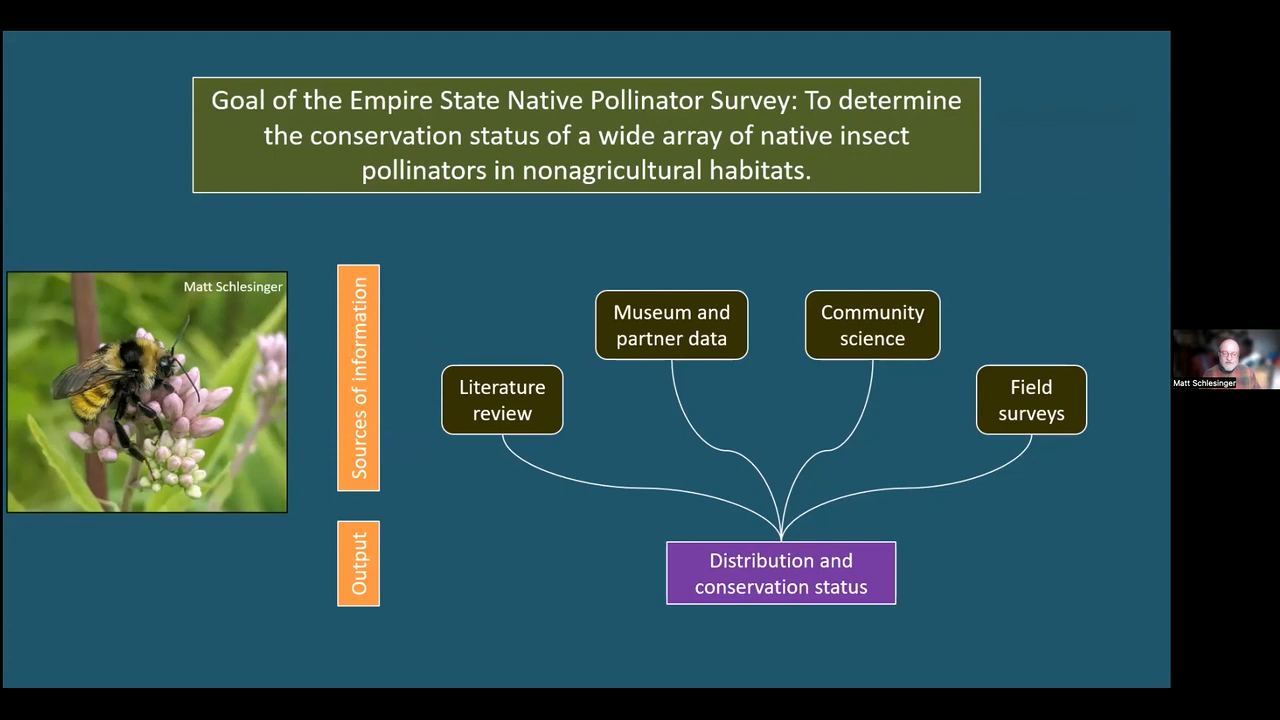 Goal of the Empire State Native Pollinator Survey: To determine
the conservation status of a wide array of native insect
pollinators in nonagricultural habitats.
Matt Schlesinger
Sources of information
Museum and
partner data
Community
science
Literature
review
Field
surveys
Matt Schlesinger
Output
Distribution and
conservation status